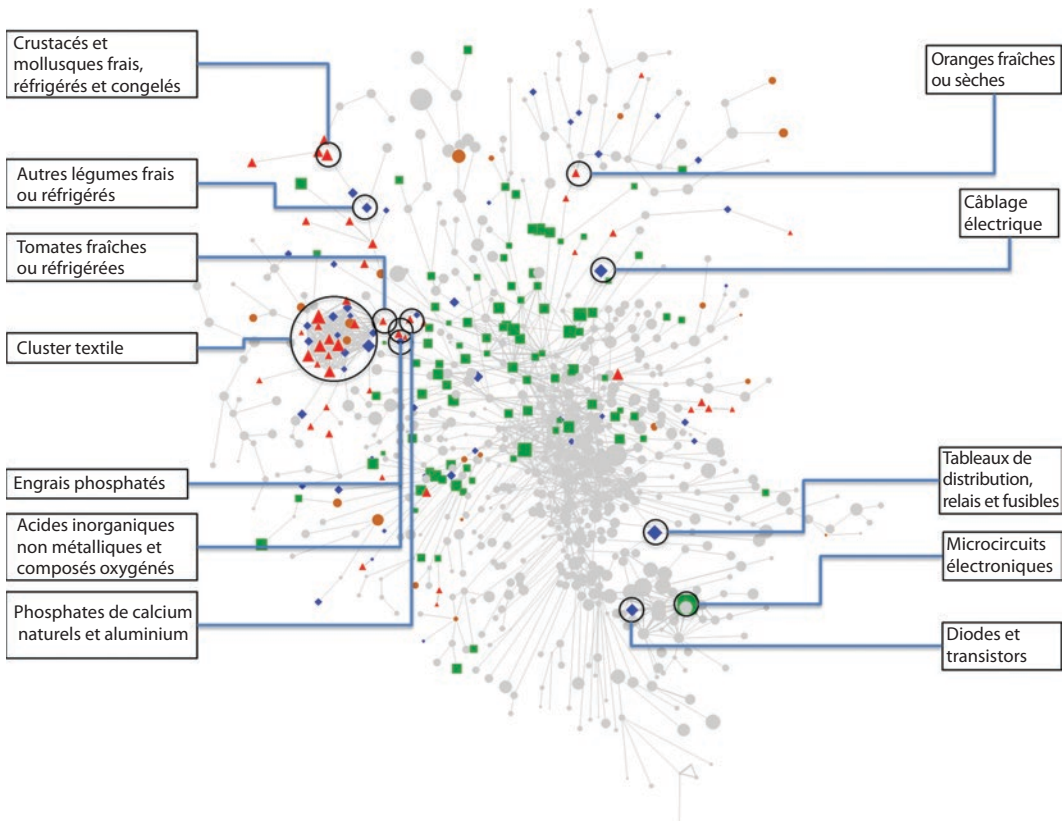 Crustacés et
mollusques frais,
réfrigérés et congelés
Autres légumes frais
ou réfrigérés
Tomates fraîches
ou réfrigérées
Cluster textile
Engrais phosphatés
Acides inorganiques
non métalliques et
composés oxygénés
Phosphates de calcium
naturels et aluminium
Oranges fraîches
ou sèches
Câblage
électrique
Tableaux de
distribution,
relais et fusibles
Microcircuits
électroniques
Diodes et
transistors